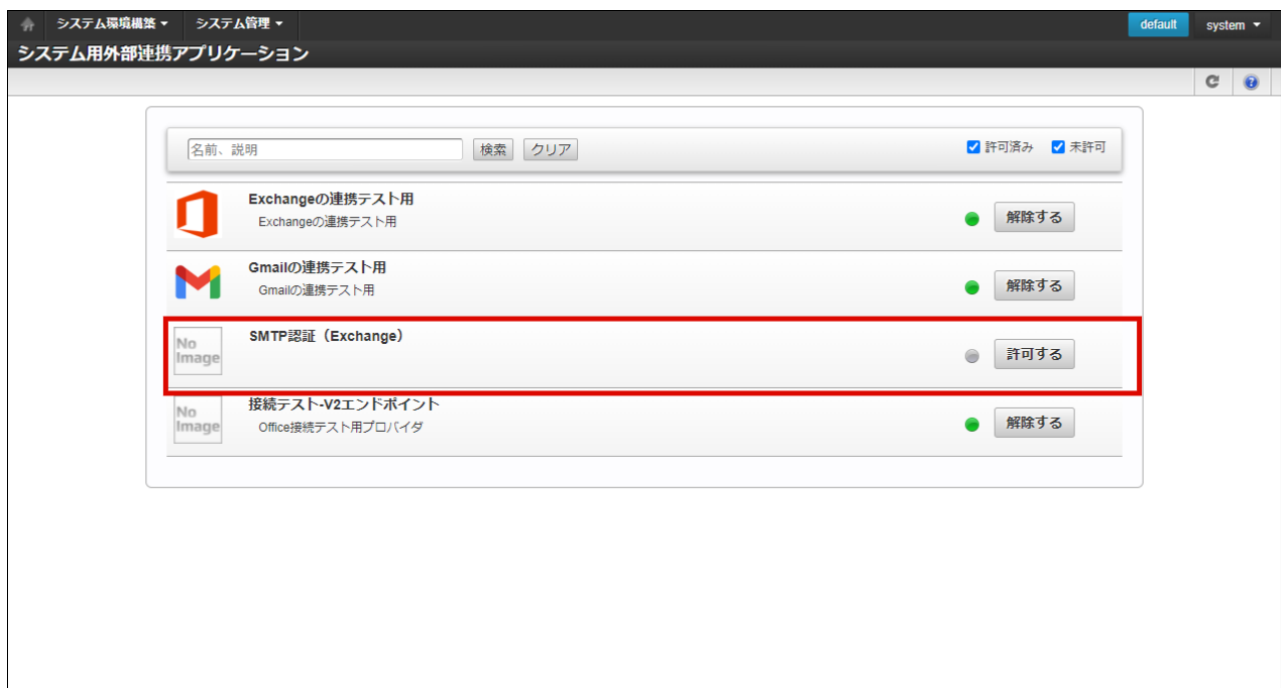 システム環境構築 システム管理 default system
システム用外部連携アプリケーション
名前、説明 検索 クリア 許可済み 未許可
Exchangeの連携テスト用
Exchangeの連携テスト用
解除する
Gmailの連携テスト用
Gmailの連携テスト用
解除する
No Image
SMTP認証（Exchange）
許可する
No Image
接続テスト-V2エンドポイント
Office接続テスト用プロバイダ
解除する